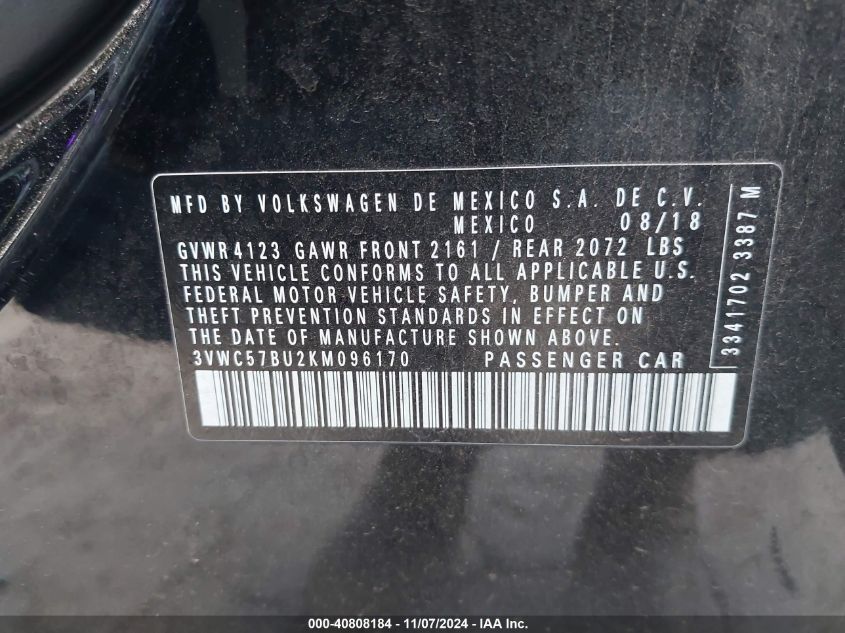 MFD BY VOLKSWAGEN DE MEXICO S.A. DE C.V.
MEXICO 08/18
GVWR 4123 GAWR FRONT 2161 / REAR 2072 LBS
THIS VEHICLE CONFORMS TO ALL APPLICABLE U.S.
FEDERAL MOTOR VEHICLE SAFETY, BUMPER AND
THEFT PREVENTION STANDARDS IN EFFECT ON
THE DATE OF MANUFACTURE SHOWN ABOVE.
3VWC57BU2KM096170 PASSENGER CAR
3341702 3387 M
000-40808184 - 11/07/2024 - IAA Inc.